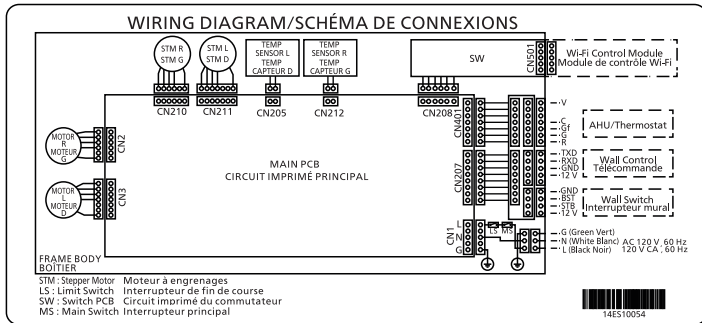 WIRING DIAGRAM/SCHÉMA DE CONNEXIONS
STM R
STM G
STM L
STM D
TEMP
SENSOR L
TEMP
CAPTEUR D
TEMP
SENSOR R
TEMP
CAPTEUR G
SW
CN501
Wi-Fi Control Module
Module de contrôle Wi-Fi
CN210
CN211
CN205
CN212
CN208
MOTOR
R
MOTEUR
G
CN2
MOTOR
L
MOTEUR
D
CN3
MAIN PCB
CIRCUIT IMPRIMÉ PRINCIPAL
CN401
CN207
CN1
L
N
G
LS
MS
V
C
Gf
G
R
AHU/Thermostat
TXD
RXD
GND
12 V
Wall Control
Télécommande
GND
BST
STB
12 V
Wall Switch
Interrupteur mural
G (Green Vert)
N (White Blanc) AC 120 V, 60 Hz
L (Black Noir) 120 V CA , 60 Hz
FRAME BODY
BOÎTIER
STM : Stepper Motor Moteur à engrenages
LS : Limit Switch Interrupteur de fin de course
SW : Switch PCB Circuit imprimé du commutateur
MS : Main Switch Interrupteur principal
14ES10054